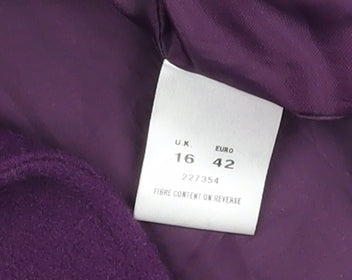 U.K EURO
16 42
227354
FIBRE CONTENT ON REVERSE